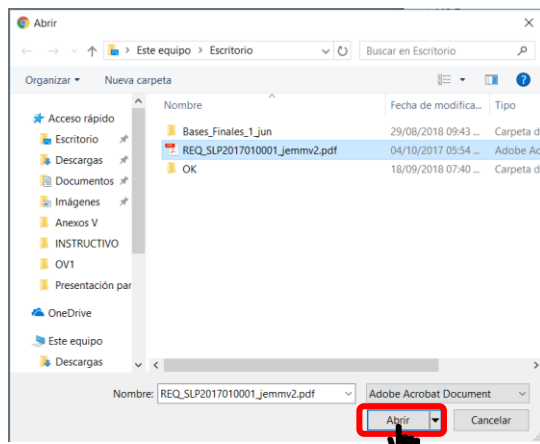 Abrir
Este equipo > Escritorio
Buscar en Escritorio
Organizar
Nueva carpeta
Nombre
Fecha de modifica...
Tipo
Acceso rápido
Escritorio
Descargas
Documentos
Imágenes
Anexos V
INSTRUCTIVO
OV1
Presentación par
OneDrive
Este equipo
Descargas
Bases_Finales_1_jun
29/08/2018 09:43 ...
Carpeta d
REQ_SLP2017010001_jemmv2.pdf
04/10/2017 05:54 ...
Adobe Ac
OK
18/09/2018 07:40 ...
Carpeta d
Nombre:
REQ_SLP2017010001_jemmv2.pdf
Adobe Acrobat Document
Abrir
Cancelar